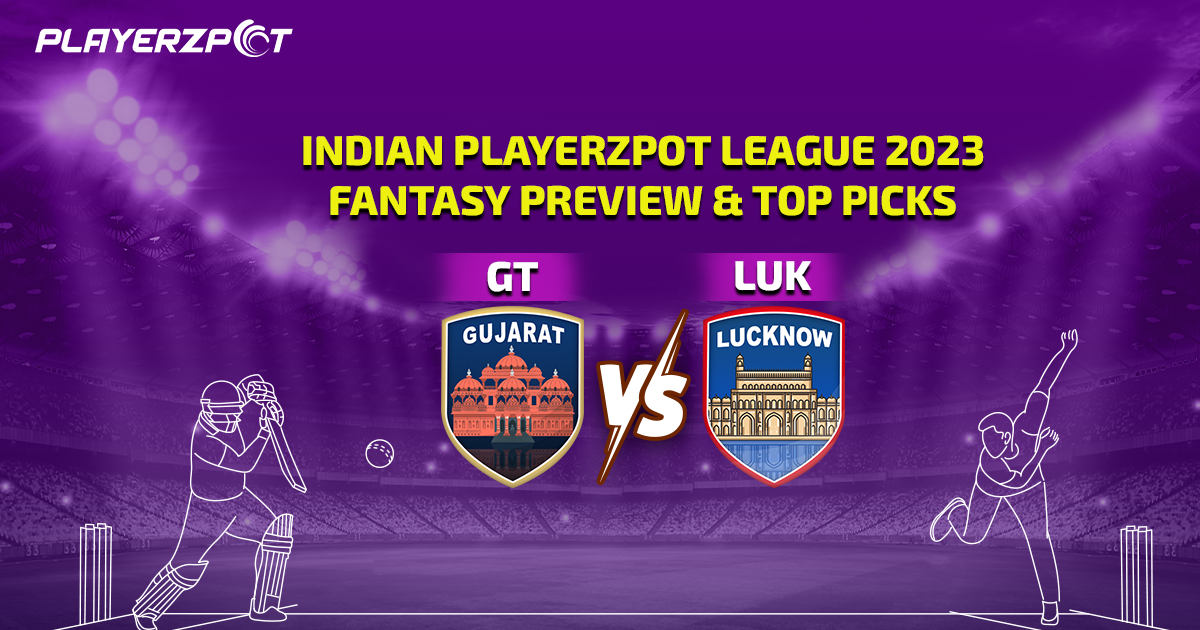 PLAYERZPOT
INDIAN PLAYERZPOT LEAGUE 2023
FANTASY PREVIEW & TOP PICKS
GT
LUK
GUJARAT
VS
LUCKNOW